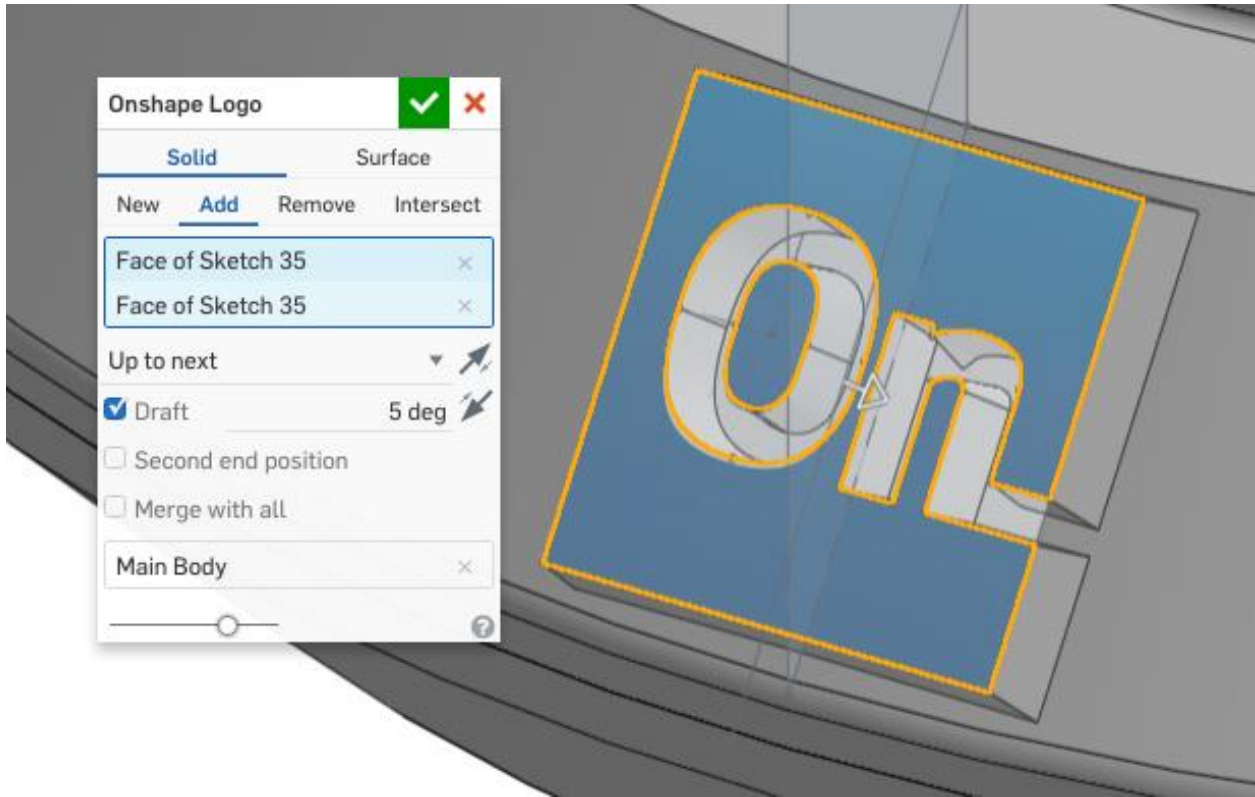 Onshape Logo
Solid Surface
New Add Remove Intersect
Face of Sketch 35
Face of Sketch 35
Up to next
Draft 5 deg
Second end position
Merge with all
Main Body
?
On